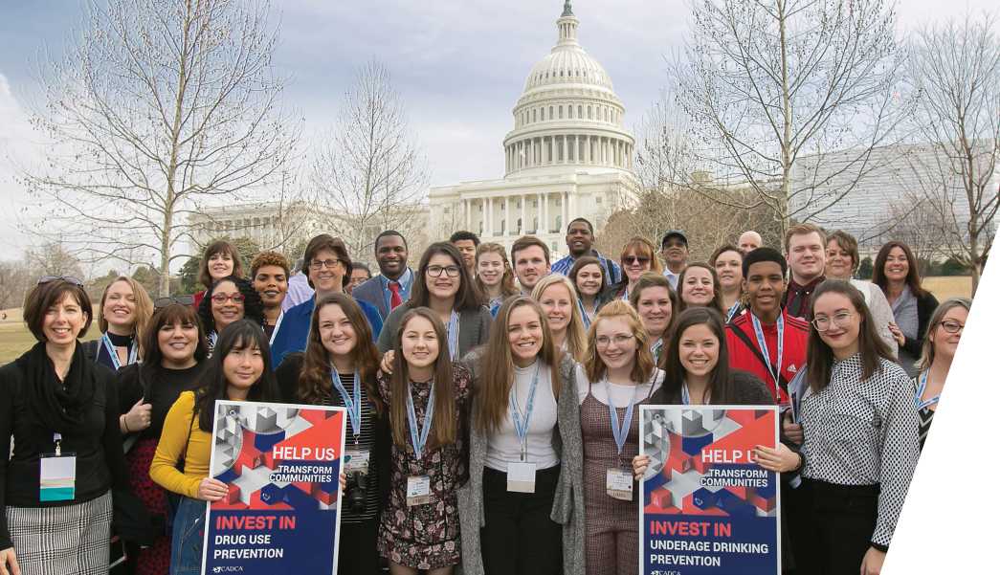 HELP US
TRANSFORM
COMMUNITIES
INVEST IN
DRUG USE
PREVENTION
CADCA
HELP US
TRANSFORM
COMMUNITIES
INVEST IN
UNDERAGE DRINKING
PREVENTION
CADCA